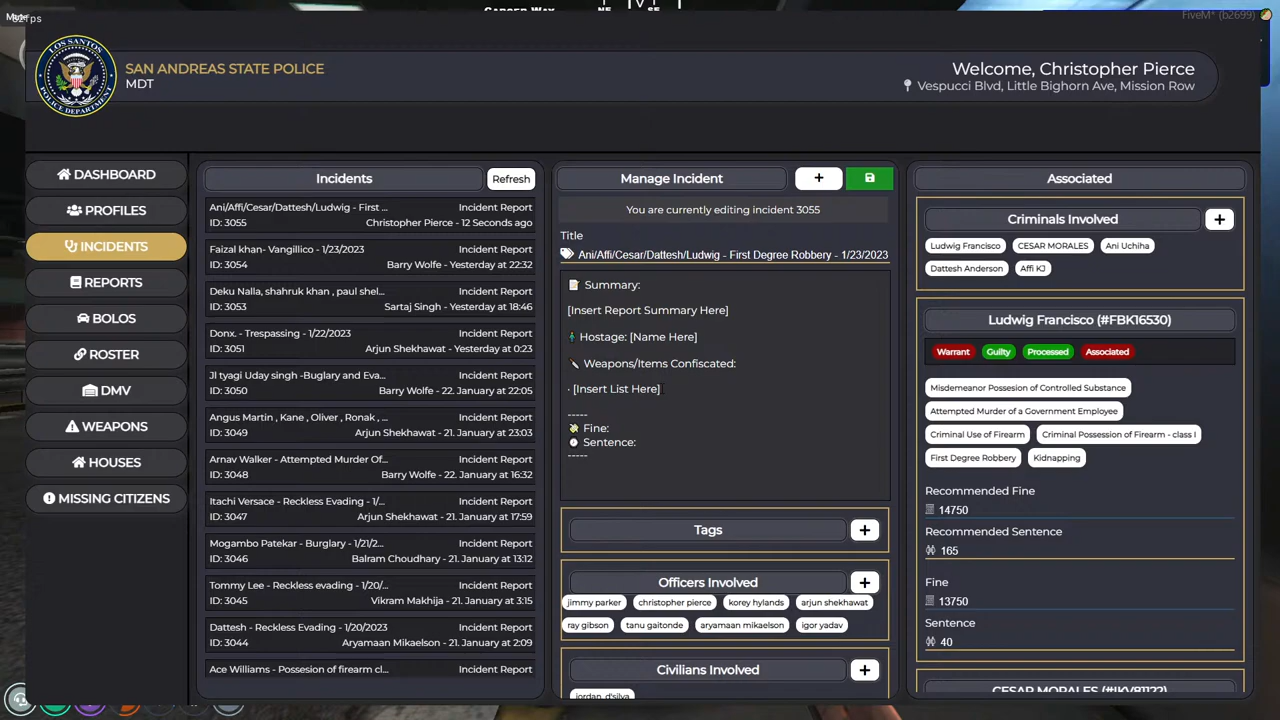 Career Way
NE
SE
FiveM* (b2699)
LOS SANTOS
POLICE DEPARTMENT
SAN ANDREAS STATE POLICE
MDT
Welcome, Christopher Pierce
Vespucci Blvd, Little Bighorn Ave, Mission Row
DASHBOARD
PROFILES
INCIDENTS
REPORTS
BOLOS
ROSTER
DMV
WEAPONS
HOUSES
MISSING CITIZENS
Incidents
Refresh
Ani/Affi/Cesar/Dattesh/Ludwig - First ... Incident Report
ID: 3055 Christopher Pierce - 12 Seconds ago
Faizal khan- Vangillico - 1/23/2023 Incident Report
ID: 3054 Barry Wolfe - Yesterday at 22:32
Deku Nalla, shahruk khan , paul shel... Incident Report
ID: 3053 Sartaj Singh - Yesterday at 18:46
Donx. - Trespassing - 1/22/2023 Incident Report
ID: 3051 Arjun Shekhawat - Yesterday at 0:23
JI tyagi Uday singh -Buglary and Eva... Incident Report
ID: 3050 Barry Wolfe - 22. January at 22:05
Angus Martin , Kane , Oliver , Ronak , ... Incident Report
ID: 3049 Arjun Shekhawat - 22. January at 23:03
Arnav Walker - Attempted Murder Of... Incident Report
ID: 3048 Barry Wolfe - 22. January at 16:32
Itachi Versace - Reckless Evading - 1/... Incident Report
ID: 3047 Arjun Shekhawat - 21. January at 17:59
Mogambo Patekar - Burglary - 1/21/2... Incident Report
ID: 3046 Balram Choudhary - 21. January at 13:12
Tommy Lee - Reckless evading - 1/20/... Incident Report
ID: 3045 Vikram Makhija - 21. January at 3:15
Dattesh - Reckless Evading - 1/20/2023 Incident Report
ID: 3044 Aryamaan Mikaelson - 21. January at 2:09
Ace Williams - Possesion of firearm cl... Incident Report
Manage Incident
+
You are currently editing incident 3055
Title
Ani/Affi/Cesar/Dattesh/Ludwig - First Degree Robbery - 1/23/2023
📝 Summary:
[Insert Report Summary Here]
🧍 Hostage: [Name Here]
🔪 Weapons/Items Confiscated:
· [Insert List Here]
-----
💸 Fine:
⏱ Sentence:
-----
Tags
+
Officers Involved
+
jimmy parker christopher pierce korey hylands arjun shekhawat
ray gibson tanu gaitonde aryamaan mikaelson igor yadav
Civilians Involved
+
jordan d'silva
Associated
Criminals Involved
+
Ludwig Francisco CESAR MORALES Ani Uchiha
Dattesh Anderson Affi KJ
Ludwig Francisco (#FBK16530)
Warrant Guilty Processed Associated
Misdemeanor Possesion of Controlled Substance
Attempted Murder of a Government Employee
Criminal Use of Firearm Criminal Possession of Firearm - class I
First Degree Robbery Kidnapping
Recommended Fine
14750
Recommended Sentence
165
Fine
13750
Sentence
40